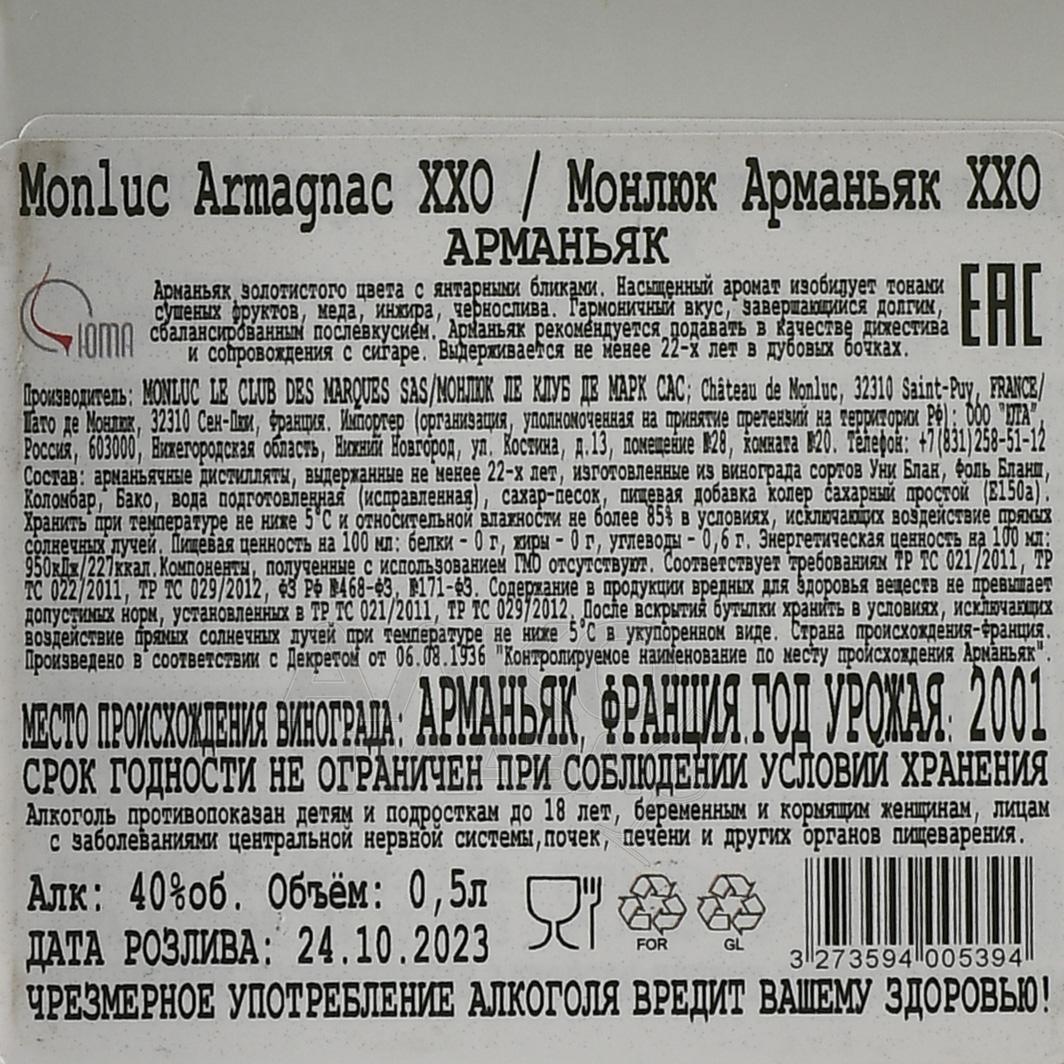 Monluc Armagnac XXO / Монлюк Арманьяк XXO
АРМАНЬЯК
Арманьяк золотистого цвета с янтарными бликами. Насыщенный аромат изобилует тонами
сушеных фруктов, меда, инжира, чернослива. Гармоничный вкус, завершающийся долгим,
сбалансированным послевкусием. Арманьяк рекомендуется подавать в качестве дижестива
и сопровождения с сигаре. Выдерживается не менее 22-х лет в дубовых бочках.
ЮТА
EAC
Производитель: MONLUC LE CLUB DES MARQUES SAS/МОНЛЮК ЛЕ КЛУБ ДЕ МАРК САС; Château de Monluc, 32310 Saint-Puy, FRANCE/
Шато де Монлюк, 32310 Сен-Пюи, Франция. Импортер (организация, уполномоченная на принятие претензий на территории РФ): ООО "ЮТА",
Россия, 603000, Нижегородская область, Нижний Новгород, ул. Костина, д.13, помещение №28, комната №20. Телефон: +7(831)258-51-12
Состав: арманьячные дистилляты, выдержанные не менее 22-х лет, изготовленные из винограда сортов Уни Блан, Фоль Бланш,
Коломбар, Бако, вода подготовленная (исправленная), сахар-песок, пищевая добавка колер сахарный простой (Е150а).
Хранить при температуре не ниже 5°С и относительной влажности не более 85% в условиях, исключающих воздействие прямых
солнечных лучей. Пищевая ценность на 100 мл: белки - 0 г, жиры - 0 г, углеводы - 0,6 г. Энергетическая ценность на 100 мл:
950кДж/227ккал.Компоненты, полученные с использованием ГМО отсутствуют. Соответствует требованиям ТР ТС 021/2011, ТР
ТС 022/2011, ТР ТС 029/2012, ФЗ РФ №468-ФЗ, №171-ФЗ. Содержание в продукции вредных для здоровья веществ не превышает
допустимых норм, установленных в ТР ТС 021/2011, ТР ТС 029/2012.После вскрытия бутылки хранить в условиях, исключающих
воздействие прямых солнечных лучей при температуре не ниже 5°С в укупоренном виде. Страна происхождения-Франция.
Произведено в соответствии с Декретом от 06.08.1936 "Контролируемое наименование по месту происхождения Арманьяк".
МЕСТО ПРОИСХОЖДЕНИЯ ВИНОГРАДА: АРМАНЬЯК, ФРАНЦИЯ.ГОД УРОЖАЯ: 2001
СРОК ГОДНОСТИ НЕ ОГРАНИЧЕН ПРИ СОБЛЮДЕНИИ УСЛОВИЙ ХРАНЕНИЯ
Алкоголь противопоказан детям и подросткам до 18 лет, беременным и кормящим женщинам, лицам
с заболеваниями центральной нервной системы,почек, печени и других органов пищеварения.
Алк: 40%об. Объём: 0,5л
ДАТА РОЗЛИВА: 24.10.2023
FOR
GL
3 273594 005394
ЧРЕЗМЕРНОЕ УПОТРЕБЛЕНИЕ АЛКОГОЛЯ ВРЕДИТ ВАШЕМУ ЗДОРОВЬЮ!